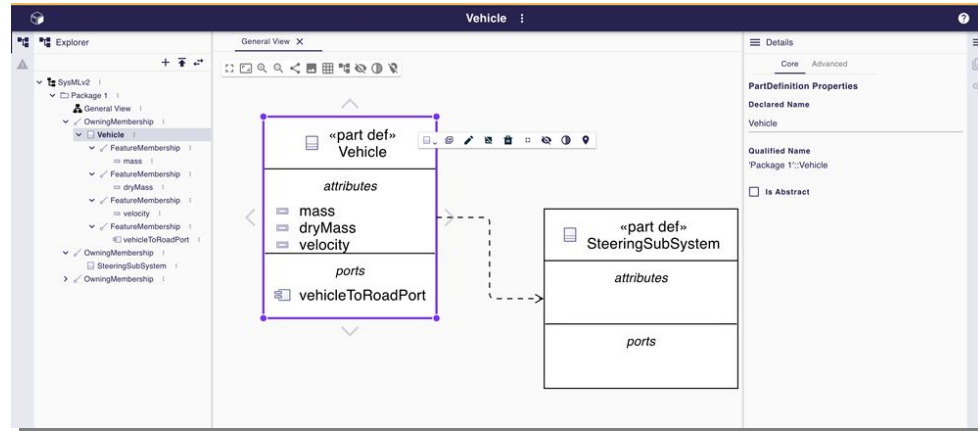 Vehicle
Explorer
General View
Details
Core Advanced
SysMLv2
Package 1
General View
OwningMembership
Vehicle
FeatureMembership
mass
FeatureMembership
dryMass
FeatureMembership
velocity
FeatureMembership
vehicleToRoadPort
OwningMembership
SteeringSubSystem
OwningMembership
«part def»
Vehicle
attributes
mass
dryMass
velocity
ports
vehicleToRoadPort
«part def»
SteeringSubSystem
attributes
ports
PartDefinition Properties
Declared Name
Vehicle
Qualified Name
'Package 1'::Vehicle
Is Abstract